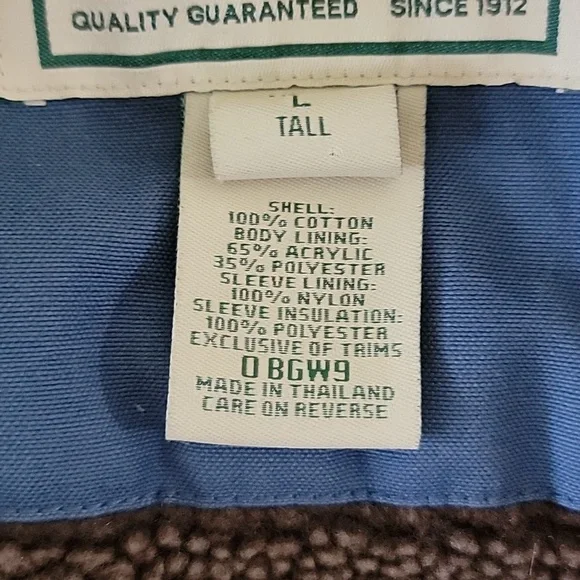 QUALITY GUARANTEED SINCE 1912
L
TALL
SHELL:
100% COTTON
BODY LINING:
65% ACRYLIC
35% POLYESTER
SLEEVE LINING:
100% NYLON
SLEEVE INSULATION:
100% POLYESTER
EXCLUSIVE OF TRIMS
0 BGW9
MADE IN THAILAND
CARE ON REVERSE